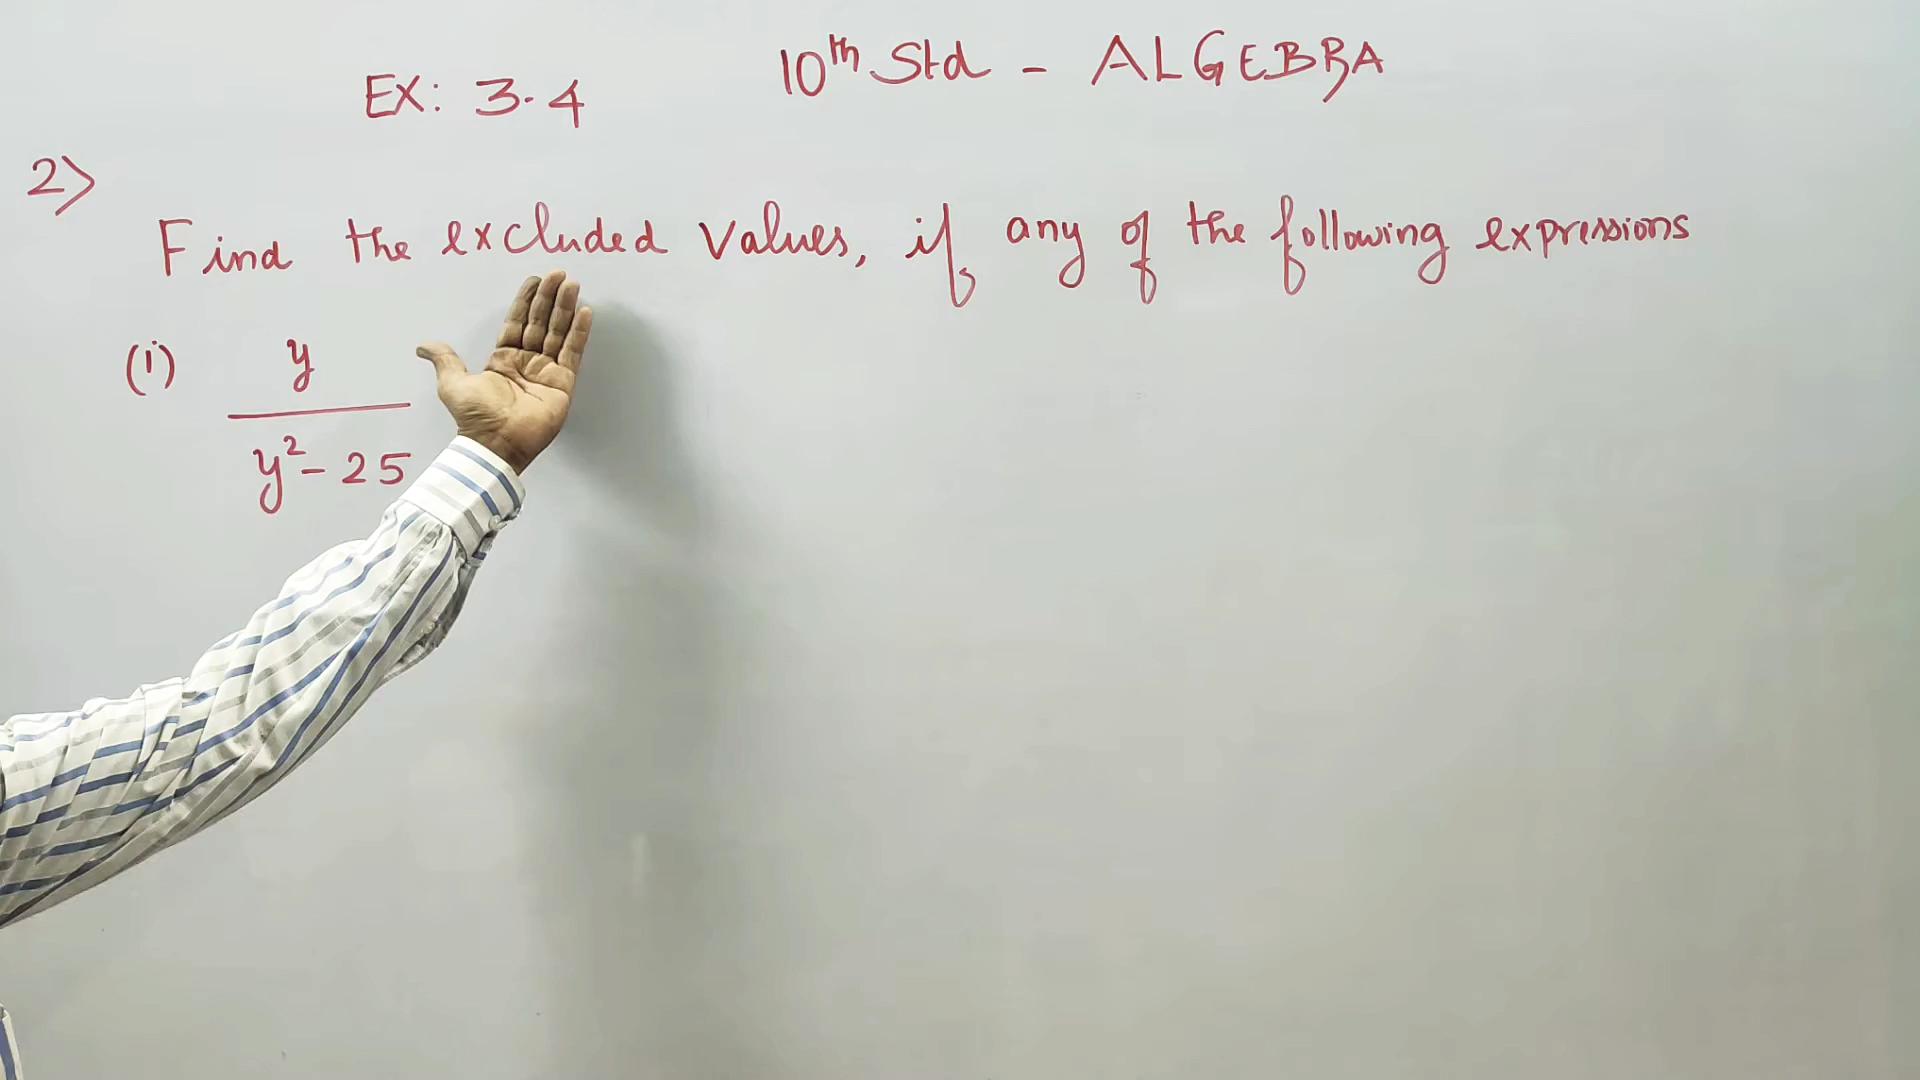 10th Std - ALGEBRA
EX: 3.4
2>
Find the excluded values, if any of the following expressions
(i) y
y²- 25